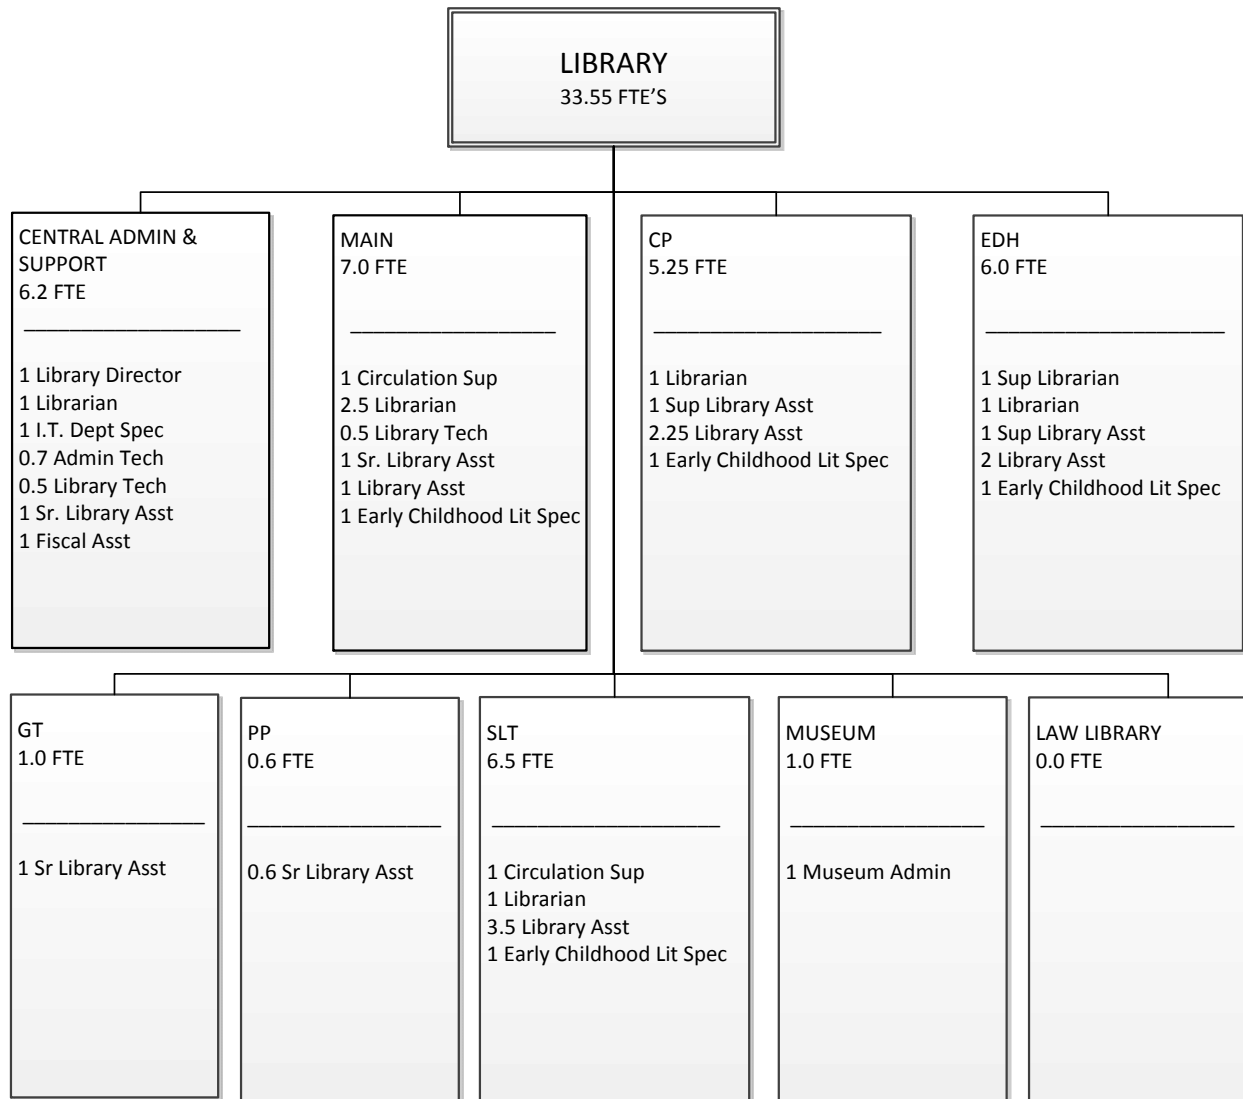 LIBRARY
33.55 FTE’S
CENTRAL ADMIN &
SUPPORT
6.2 FTE
1 Library Director
1 Librarian
1 I.T. Dept Spec
0.7 Admin Tech
0.5 Library Tech
1 Sr. Library Asst
1 Fiscal Asst
MAIN
7.0 FTE
1 Circulation Sup
2.5 Librarian
0.5 Library Tech
1 Sr. Library Asst
1 Library Asst
1 Early Childhood Lit Spec
CP
5.25 FTE
1 Librarian
1 Sup Library Asst
2.25 Library Asst
1 Early Childhood Lit Spec
EDH
6.0 FTE
1 Sup Librarian
1 Librarian
1 Sup Library Asst
2 Library Asst
1 Early Childhood Lit Spec
GT
1.0 FTE
1 Sr Library Asst
PP
0.6 FTE
0.6 Sr Library Asst
SLT
6.5 FTE
1 Circulation Sup
1 Librarian
3.5 Library Asst
1 Early Childhood Lit Spec
MUSEUM
1.0 FTE
1 Museum Admin
LAW LIBRARY
0.0 FTE